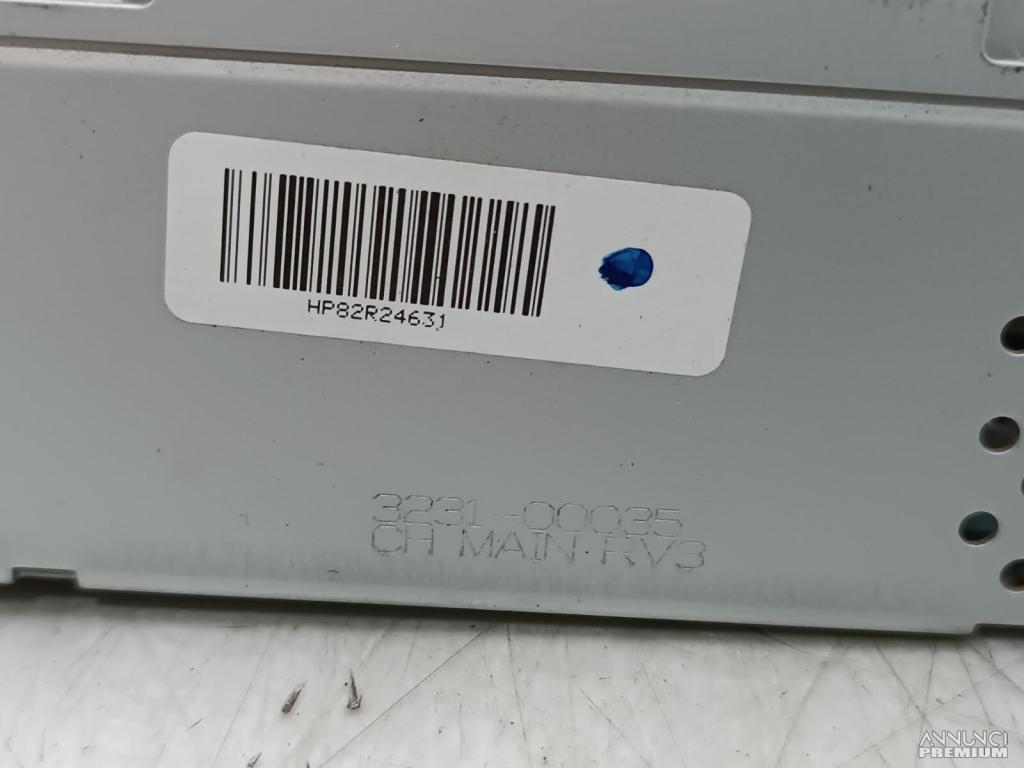 HP82R24631
3231-00035
CH MAIN RV3
ANNUNCI
PREMIUM